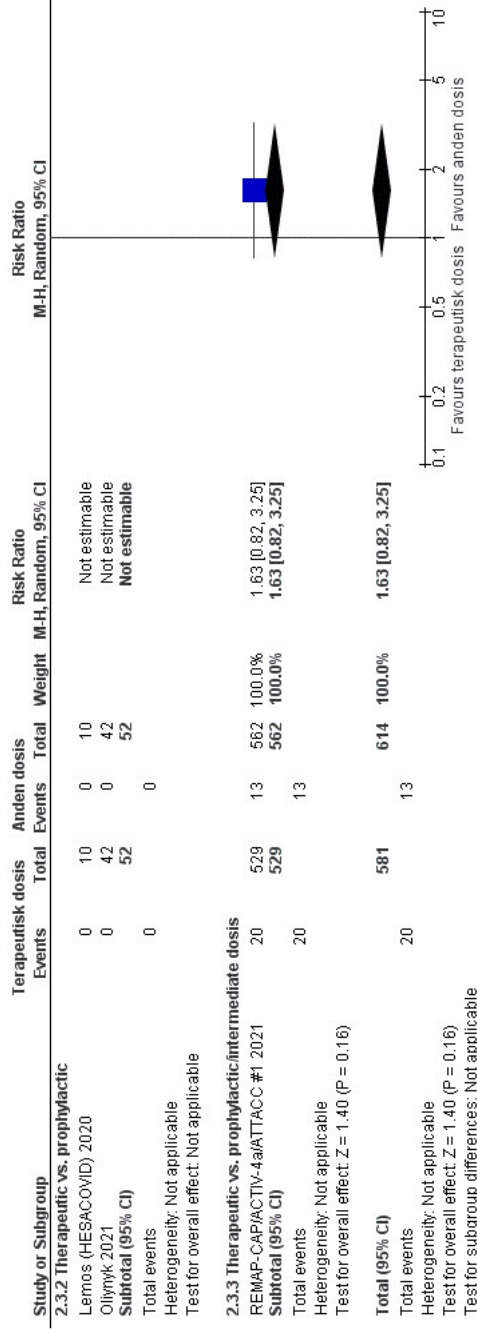 Terapeutisk dosis Anden dosis Risk Ratio Risk Ratio
Study or Subgroup Events Total Events Total Weight M-H, Random, 95% CI M-H, Random, 95% CI
2.3.2 Therapeutic vs. prophylactic
Lemos (HESACOVID) 2020 0 10 0 10 Not estimable
Oliynyk 2021 0 42 0 42 Not estimable
Subtotal (95% CI) 52 52 Not estimable
Total events 0 0
Heterogeneity: Not applicable
Test for overall effect: Not applicable
2.3.3 Therapeutic vs. prophylactic/intermediate dosis
REMAP-CAP/ACTIV-4a/ATTACC #1 2021 20 529 13 562 100.0% 1.63 [0.82, 3.25]
Subtotal (95% CI) 529 562 100.0% 1.63 [0.82, 3.25]
Total events 20 13
Heterogeneity: Not applicable
Test for overall effect: Z = 1.40 (P = 0.16)
Total (95% CI) 581 614 100.0% 1.63 [0.82, 3.25]
Total events 20 13
Heterogeneity: Not applicable
Test for overall effect: Z = 1.40 (P = 0.16)
Test for subgroup differences: Not applicable
0.1 0.2 0.5 1 2 5 10
Favours terapeutisk dosis Favours anden dosis